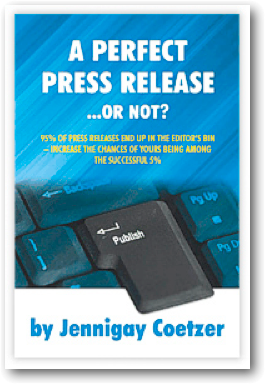 A PERFECT
PRESS RELEASE
...OR NOT?
95% OF PRESS RELEASES END UP IN THE EDITOR'S BIN
– INCREASE THE CHANCES OF YOURS BEING AMONG
THE SUCCESSFUL 5%
Backspace
Pg Up
Publish
by Jennigay Coetzer